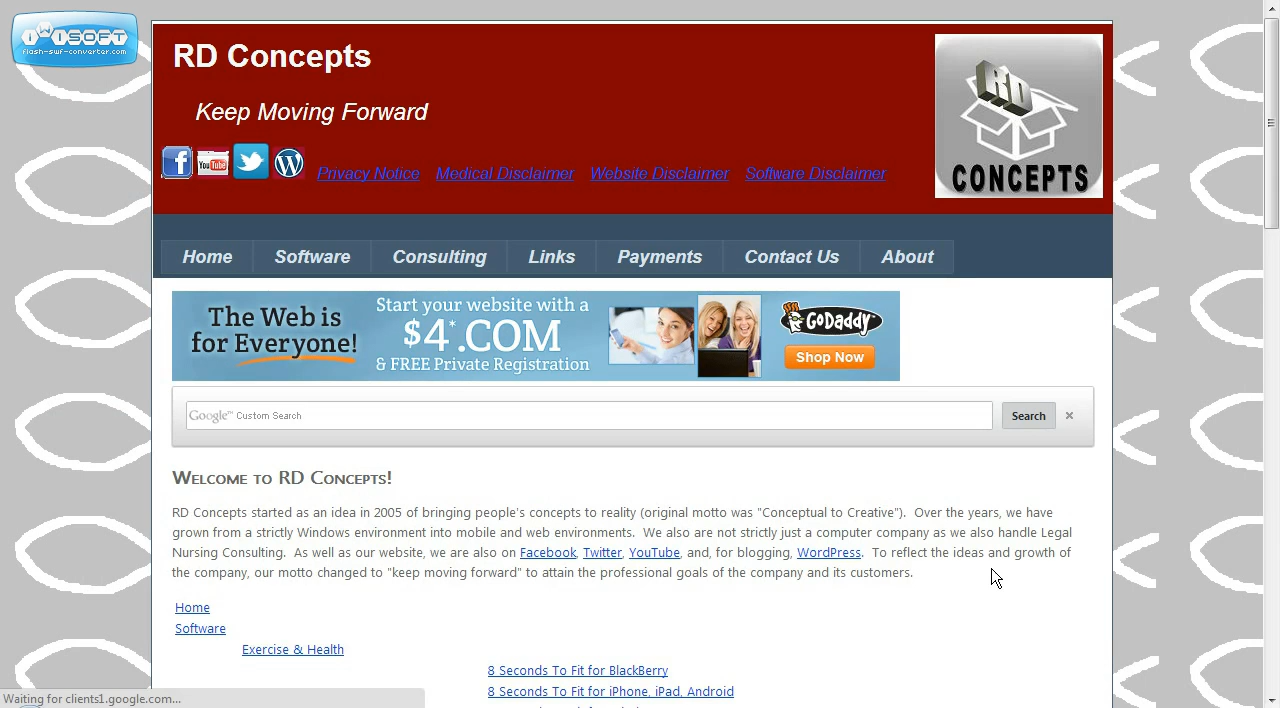 iWiSOFT
flash-swf-converter.com
RD Concepts
Keep Moving Forward
RD
CONCEPTS
You Tube
Privacy Notice Medical Disclaimer Website Disclaimer Software Disclaimer
Home Software Consulting Links Payments Contact Us About
The Web is
for Everyone!
Start your website with a
$4*.COM
& FREE Private Registration
GoDaddy™
Shop Now
Google™ Custom Search
Search
×
Welcome to RD Concepts!
RD Concepts started as an idea in 2005 of bringing people's concepts to reality (original motto was "Conceptual to Creative").  Over the years, we have
grown from a strictly Windows environment into mobile and web environments.  We also are not strictly just a computer company as we also handle Legal
Nursing Consulting.  As well as our website, we are also on Facebook, Twitter, YouTube, and, for blogging, WordPress.  To reflect the ideas and growth of
the company, our motto changed to "keep moving forward" to attain the professional goals of the company and its customers.
Home
Software
Exercise & Health
8 Seconds To Fit for BlackBerry
8 Seconds To Fit for iPhone, iPad, Android
Waiting for clients1.google.com...